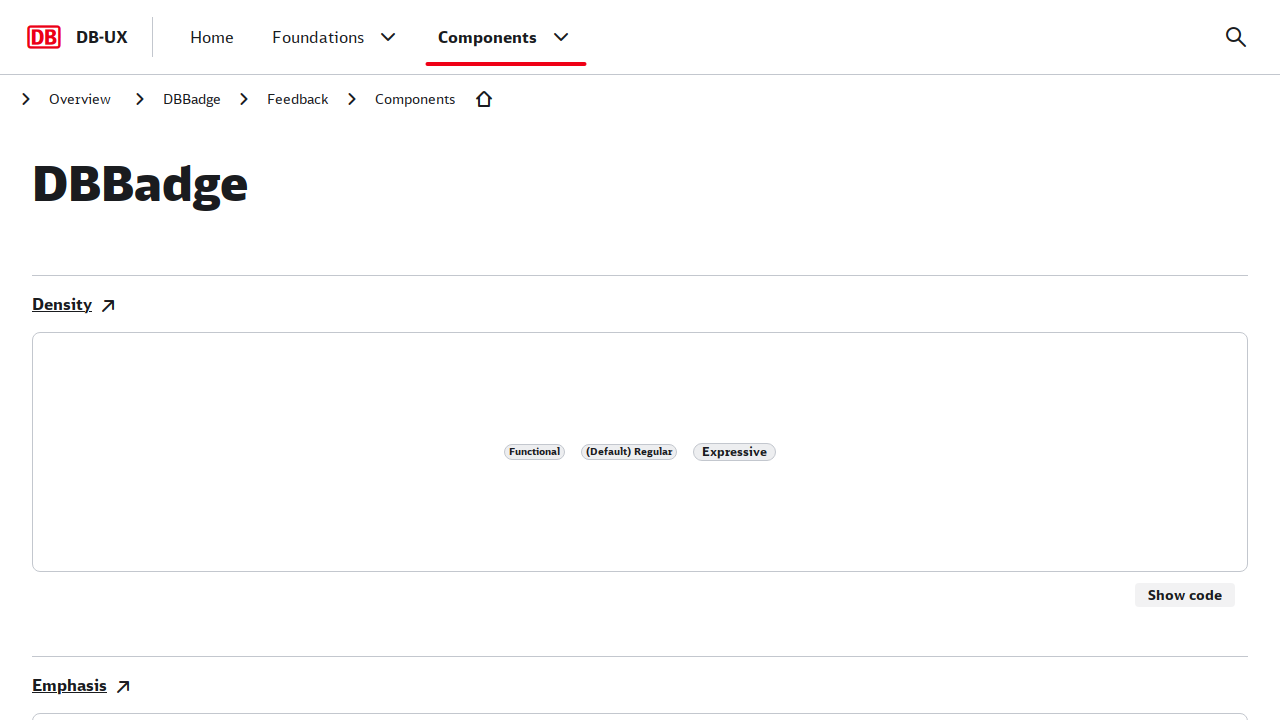 DB DB-UX Home Foundations Components
Overview DBBadge Feedback Components
DBBadge
Density
Functional (Default) Regular Expressive
Show code
Emphasis